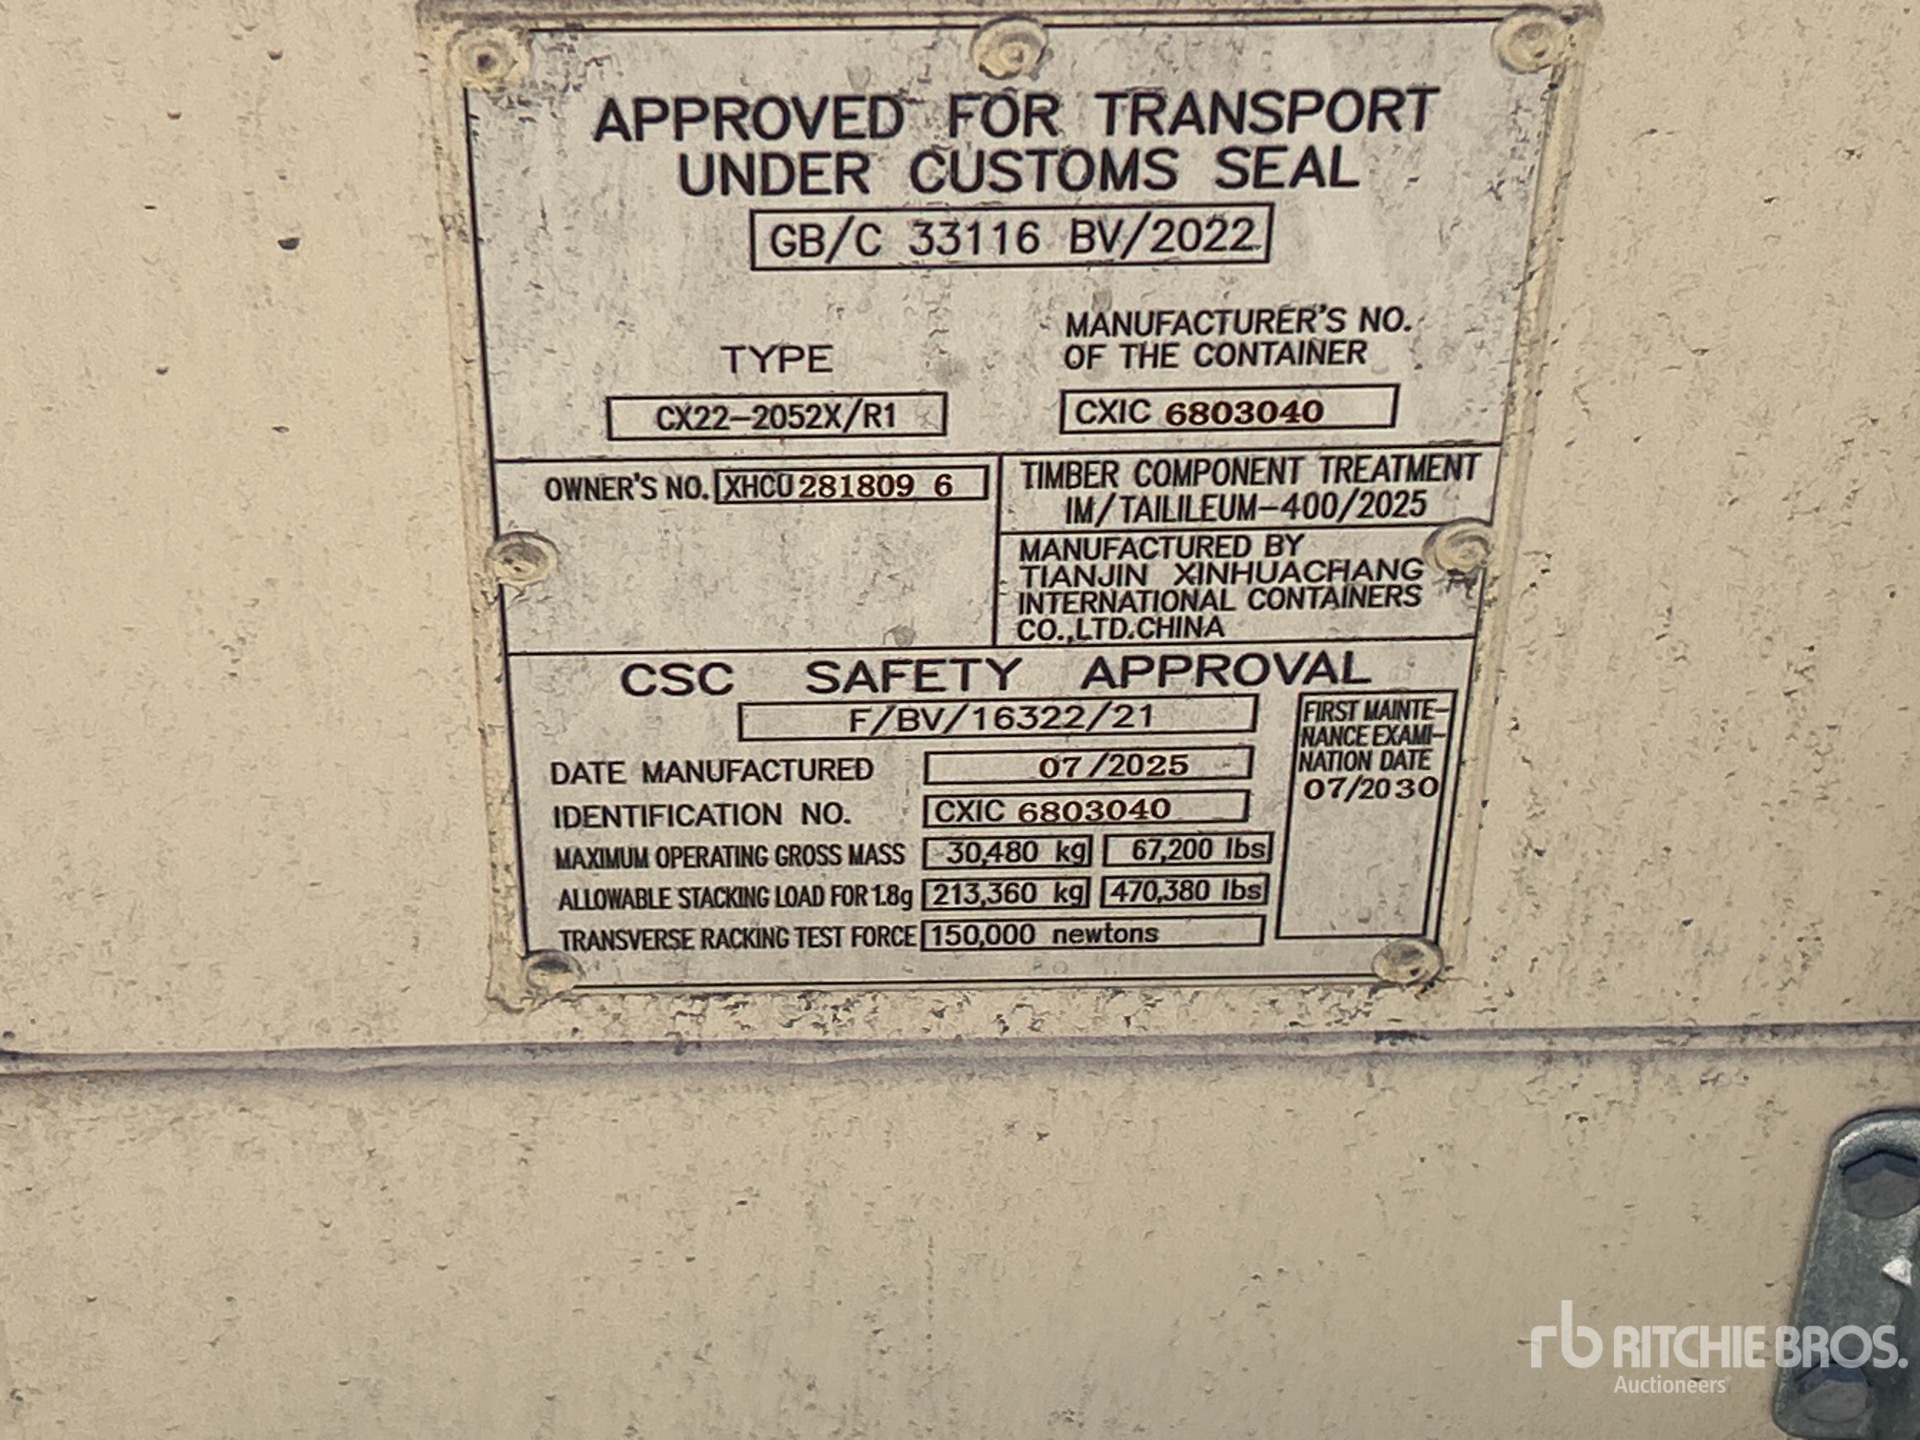 APPROVED FOR TRANSPORT
UNDER CUSTOMS SEAL
GB/C 33116 BV/2022
TYPE
CX22-2052X/R1
MANUFACTURER'S NO.
OF THE CONTAINER
CXIC 6803040
OWNER'S NO. XHCU 281809 6
TIMBER COMPONENT TREATMENT
IM/TAILILEUM-400/2025
MANUFACTURED BY
TIANJIN XINHUACHANG
INTERNATIONAL CONTAINERS
CO.,LTD.CHINA
CSC SAFETY APPROVAL
F/BV/16322/21
DATE MANUFACTURED 07/2025
IDENTIFICATION NO. CXIC 6803040
MAXIMUM OPERATING GROSS MASS 30,480 kg 67,200 lbs
ALLOWABLE STACKING LOAD FOR 1.8g 213,360 kg 470,380 lbs
TRANSVERSE RACKING TEST FORCE 150,000 newtons
FIRST MAINTE-
NANCE EXAMI-
NATION DATE
07/2030
rb RITCHIE BROS.
Auctioneers